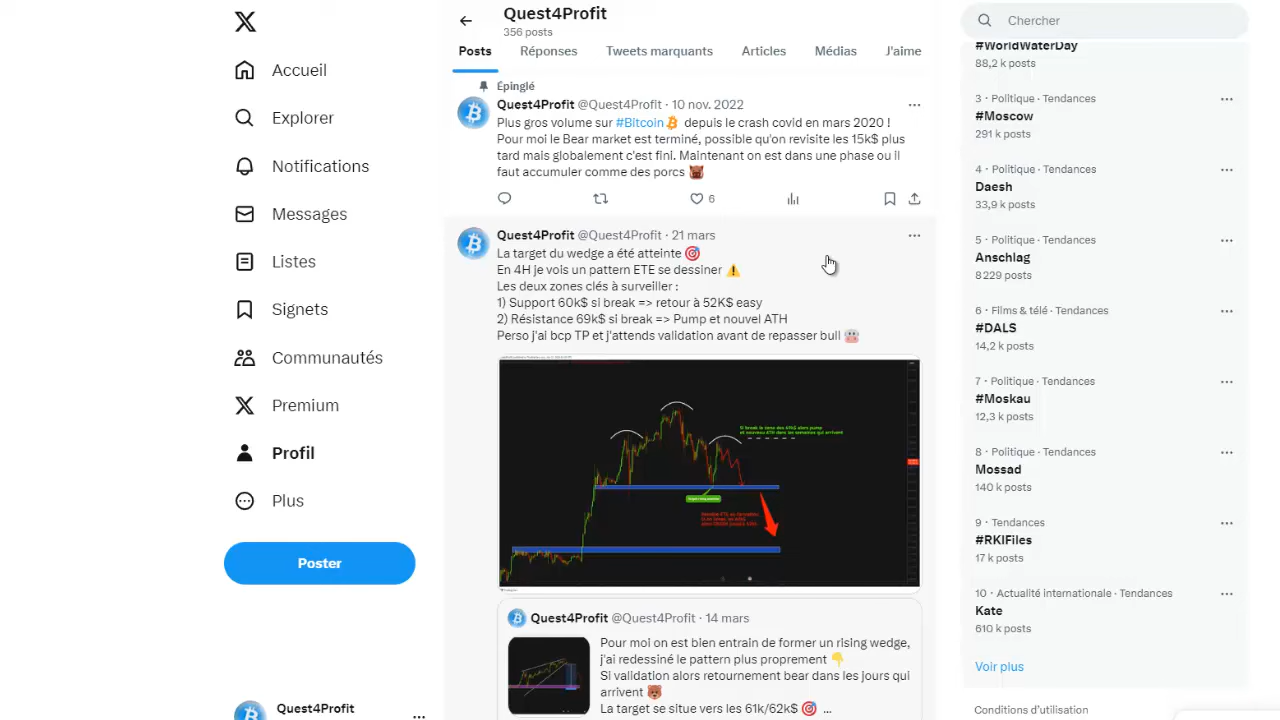 Quest4Profit
356 posts
Posts Réponses Tweets marquants Articles Médias J'aime
Accueil
Explorer
Notifications
Messages
Listes
Signets
Communautés
Premium
Profil
Plus
Poster
Quest4Profit
Épinglé
Quest4Profit @Quest4Profit · 10 nov. 2022
Plus gros volume sur #Bitcoin depuis le crash covid en mars 2020 !
Pour moi le Bear market est terminé, possible qu'on revisite les 15k$ plus
tard mais globalement c'est fini. Maintenant on est dans une phase ou il
faut accumuler comme des porcs 🐷
6
Quest4Profit @Quest4Profit · 21 mars
La target du wedge a été atteinte 🎯
En 4H je vois un pattern ETE se dessiner ⚠️
Les deux zones clés à surveiller :
1) Support 60k$ si break => retour à 52K$ easy
2) Résistance 69k$ si break => Pump et nouvel ATH
Perso j'ai bcp TP et j'attends validation avant de repasser bull 🐮
Quest4Profit @Quest4Profit · 14 mars
Pour moi on est bien entrain de former un rising wedge,
j'ai redessiné le pattern plus proprement 👇
Si validation alors retournement bear dans les jours qui
arrivent 🐻
La target se situe vers les 61k/62k$ 🎯 ...
Chercher
#WorldWaterDay
88,2 k posts
3 · Politique · Tendances
#Moscow
291 k posts
4 · Politique · Tendances
Daesh
33,9 k posts
5 · Politique · Tendances
Anschlag
8 229 posts
6 · Films & télé · Tendances
#DALS
14,2 k posts
7 · Politique · Tendances
#Moskau
12,3 k posts
8 · Politique · Tendances
Mossad
140 k posts
9 · Tendances
#RKIFiles
17 k posts
10 · Actualité internationale · Tendances
Kate
610 k posts
Voir plus
Conditions d'utilisation